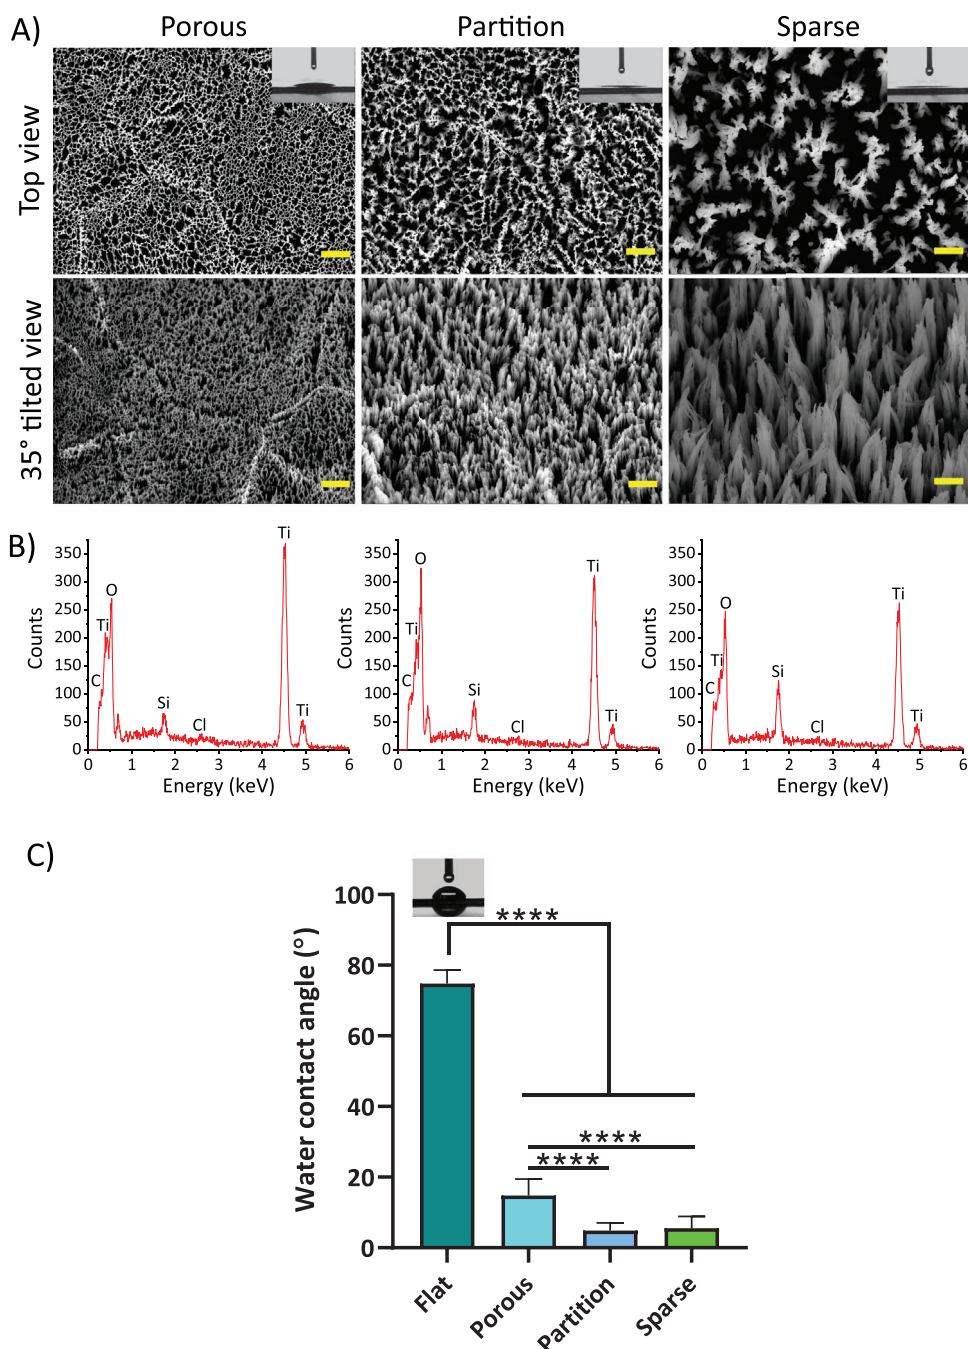 A)
Porous
Partition
Sparse
Top view
35° tilted view
B)
350
300
250
200
150
100
50
0
Counts
C
Ti
O
Si
Cl
Ti
Ti
0 1 2 3 4 5 6
Energy (keV)
350
300
250
200
150
100
50
0
Counts
C
Ti
O
Si
Cl
Ti
Ti
0 1 2 3 4 5 6
Energy (keV)
350
300
250
200
150
100
50
0
Counts
C
Ti
O
Si
Cl
Ti
Ti
0 1 2 3 4 5 6
Energy (keV)
C)
Water contact angle (°)
100
80
60
40
20
0
****
****
****
Flat
Porous
Partition
Sparse